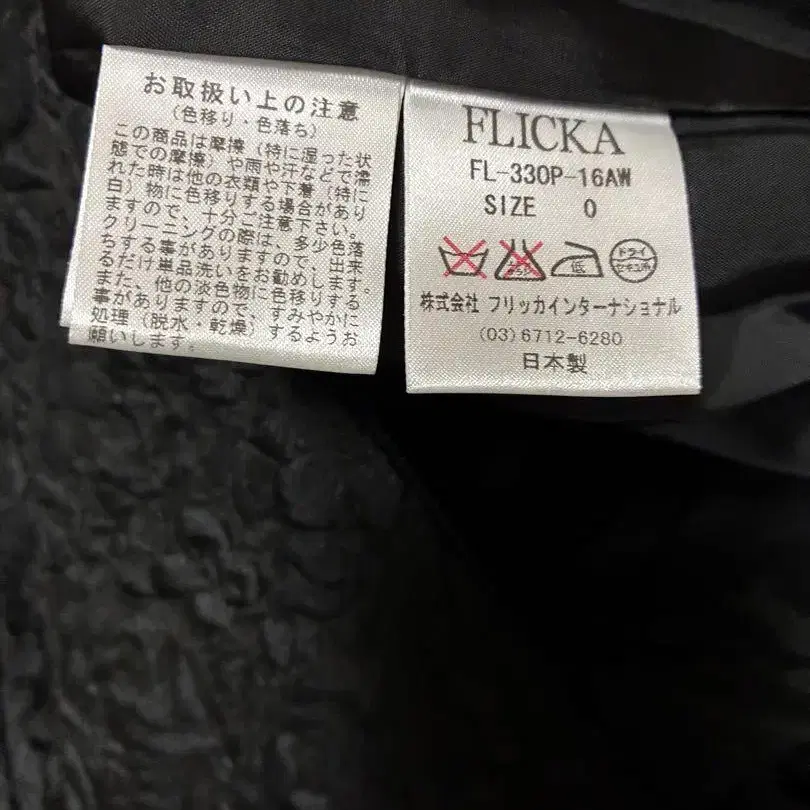 お取扱い上の注意
(色移り・色落ち)
この商品は摩擦(特に湿った状
態での摩擦)や雨や汗などで濡
れた時は他の衣類や下着(特に
白)物に色移りする場合があり
ますので、十分ご注意下さい。
クリーニングの際は、多少色落
ちする事がありますのでお出来
るだけ単品洗いをお勧めします。
また、他の淡色物に色移りする
事がありますので、すみやかに
処理(脱水・乾燥)するようお
願いします。
FLICKA
FL-330P-16AW
SIZE 0
低
ドライ
セキユ系
株式会社 フリッカインターナショナル
(03)6712-6280
日本製